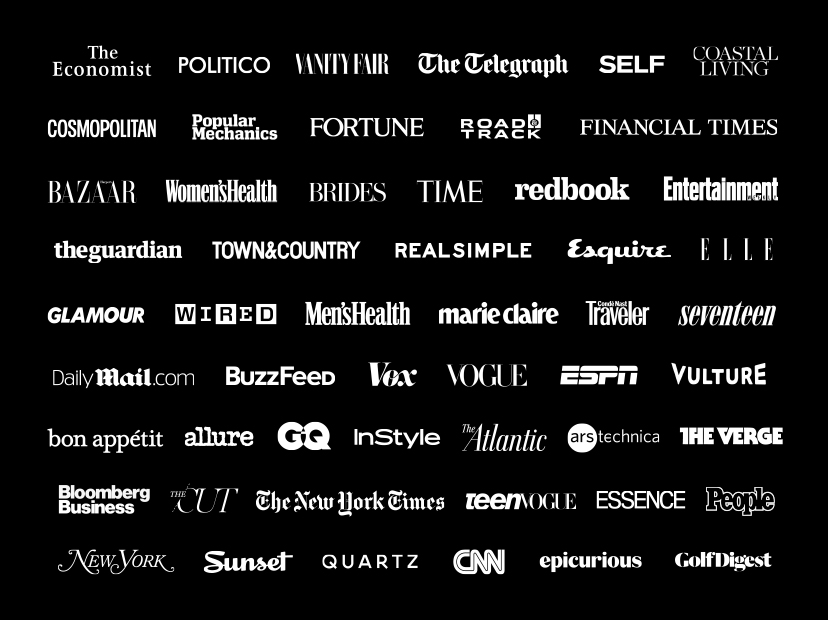 The Economist POLITICO VANITY FAIR The Telegraph SELF COASTAL LIVING
COSMOPOLITAN Popular Mechanics FORTUNE ROAD & TRACK FINANCIAL TIMES
BAZAAR Women'sHealth BRIDES TIME redbook Entertainment
theguardian TOWN&COUNTRY REALSIMPLE Esquire ELLE
GLAMOUR WIRED Men'sHealth marie claire Condé Nast Traveler seventeen
DailyMail.com BuzzFeed Vox VOGUE ESPN VULTURE
bon appétit allure GQ InStyle The Atlantic ars technica THE VERGE
Bloomberg Business THE CUT The New York Times teenVOGUE ESSENCE People
NEW YORK Sunset QUARTZ CNN epicurious GolfDigest